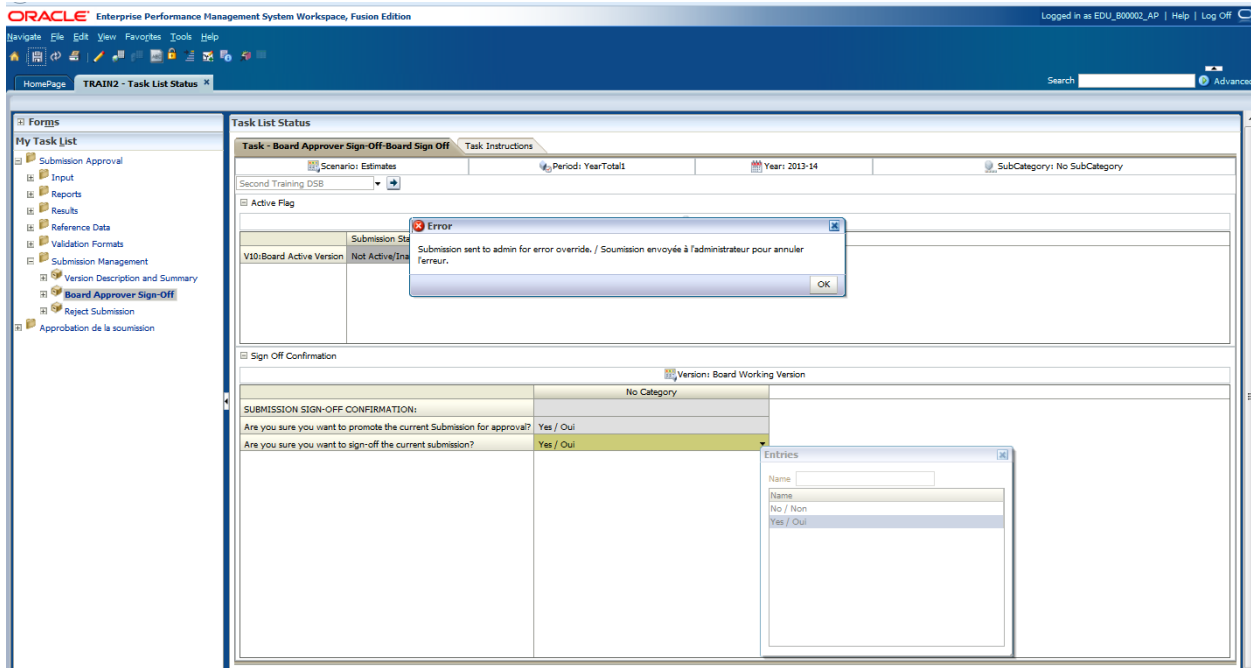 ORACLE Enterprise Performance Management System Workspace, Fusion Edition
Logged in as EDU_B00002_AP | Help | Log Off
Navigate File Edit View Favorites Tools Help
HomePage TRAIN2 - Task List Status
Search Advanced
Forms
My Task List
Submission Approval
Input
Reports
Results
Reference Data
Validation Formats
Submission Management
Version Description and Summary
Board Approver Sign-Off
Reject Submission
Approbation de la soumission
Task List Status
Task - Board Approver Sign-Off-Board Sign Off Task Instructions
Scenario: Estimates Period: YearTotal1 Year: 2013-14 SubCategory: No SubCategory
Second Training DSB
Active Flag
Submission Sta
V10:Board Active Version Not Active/Ina
Error
Submission sent to admin for error override. / Soumission envoyée à l'administrateur pour annuler
l'erreur.
OK
Sign Off Confirmation
Version: Board Working Version
No Category
SUBMISSION SIGN-OFF CONFIRMATION:
Are you sure you want to promote the current Submission for approval? Yes / Oui
Are you sure you want to sign-off the current submission? Yes / Oui
Entries
Name
Name
No / Non
Yes / Oui